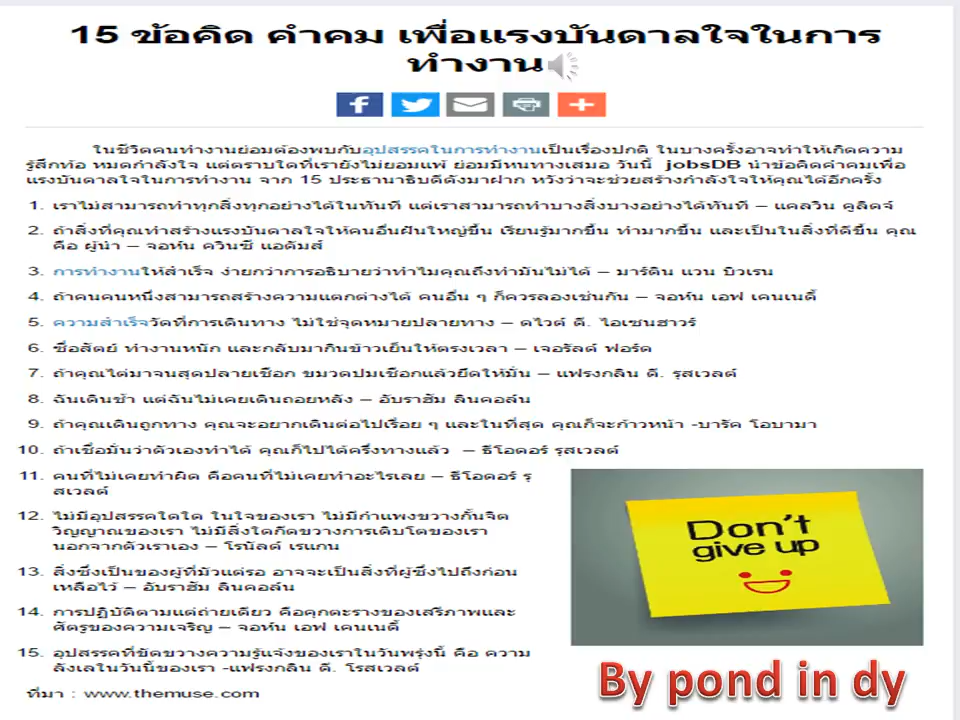 15 ข้อคิด คำคม เพื่อแรงบันดาลใจในการ
ทำงาน
ในชีวิตคนทำงานย่อมต้องพบกับอุปสรรคในการทำงานเป็นเรื่องปกติ ในบางครั้งอาจทำให้เกิดความ
รู้สึกท้อ หมดกำลังใจ แต่ตราบใดที่เรายังไม่ยอมแพ้ ย่อมมีหนทางเสมอ วันนี้ jobsDB นำข้อคิดคำคมเพื่อ
แรงบันดาลใจในการทำงาน จาก 15 ประธานาธิบดีดังมาฝาก หวังว่าจะช่วยสร้างกำลังใจให้คุณได้อีกครั้ง
1. เราไม่สามารถทำทุกสิ่งทุกอย่างได้ในทันที แต่เราสามารถทำบางสิ่งบางอย่างได้ทันที – แคลวิน คูลิดจ์
2. ถ้าสิ่งที่คุณทำสร้างแรงบันดาลใจให้คนอื่นฝันใหญ่ขึ้น เรียนรู้มากขึ้น ทำมากขึ้น และเป็นในสิ่งที่ดีขึ้น คุณ
คือ ผู้นำ – จอห์น ควินซี แอดัมส์
3. การทำงานให้สำเร็จ ง่ายกว่าการอธิบายว่าทำไมคุณถึงทำมันไม่ได้ – มาร์ติน แวน บิวเรน
4. ถ้าคนคนหนึ่งสามารถสร้างความแตกต่างได้ คนอื่น ๆ ก็ควรลองเช่นกัน – จอห์น เอฟ เคนเนดี้
5. ความสำเร็จวัดที่การเดินทาง ไม่ใช่จุดหมายปลายทาง – ดไวต์ ดี. ไอเซนฮาวร์
6. ซื่อสัตย์ ทำงานหนัก และกลับมากินข้าวเย็นให้ตรงเวลา – เจอรัลด์ ฟอร์ด
7. ถ้าคุณไต่มาจนสุดปลายเชือก ขมวดปมเชือกแล้วยึดให้มั่น – แฟรงกลิน ดี. รุสเวลต์
8. ฉันเดินช้า แต่ฉันไม่เคยเดินถอยหลัง – อับราฮัม ลินคอล์น
9. ถ้าคุณเดินถูกทาง คุณจะอยากเดินต่อไปเรื่อย ๆ และในที่สุด คุณก็จะก้าวหน้า -บารัค โอบามา
10. ถ้าเชื่อมั่นว่าตัวเองทำได้ คุณก็ไปได้ครึ่งทางแล้ว – ธีโอดอร์ รุสเวลต์
11. คนที่ไม่เคยทำผิด คือคนที่ไม่เคยทำอะไรเลย – ธีโอดอร์ รุ
สเวลต์
12. ไม่มีอุปสรรคใดใด ในใจของเรา ไม่มีกำแพงขวางกั้นจิต
วิญญาณของเรา ไม่มีสิ่งใดกีดขวางการเติบโตของเรา
นอกจากตัวเราเอง – โรนัลด์ เรแกน
13. สิ่งซึ่งเป็นของผู้ที่มัวแต่รอ อาจจะเป็นสิ่งที่ผู้ซึ่งไปถึงก่อน
เหลือไว้ – อับราฮัม ลินคอล์น
14. การปฏิบัติตามแต่ถ่ายเดียว คือคุกตะรางของเสรีภาพและ
ศัตรูของความเจริญ – จอห์น เอฟ เคนเนดี้
15. อุปสรรคที่ขัดขวางความรู้แจ้งของเราในวันพรุ่งนี้ คือ ความ
ลังเลในวันนี้ของเรา -แฟรงกลิน ดี. โรสเวลต์
ที่มา : www.themuse.com
Don't
give up
By pond in dy